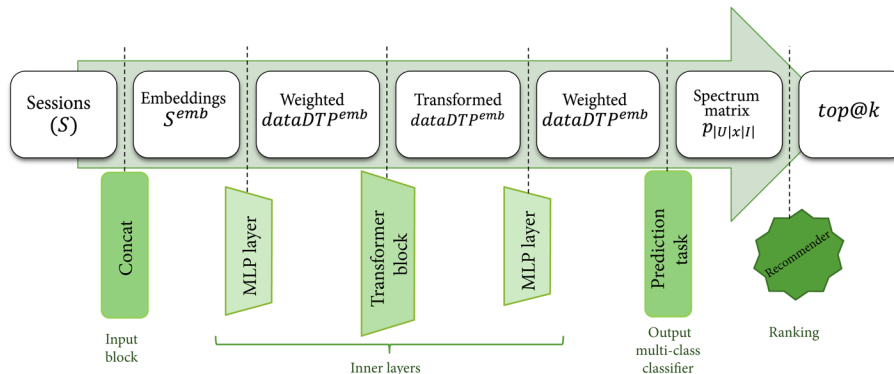 Sessions
(S)
Embeddings
S^emb
Weighted
dataDTP^emb
Transformed
dataDTP^emb
Weighted
dataDTP^emb
Spectrum
matrix
p|U|x|I|
top@k
Concat
MLP layer
Transformer
block
MLP layer
Prediction
task
Recommender
Input
block
Inner layers
Output
multi-class
classifier
Ranking